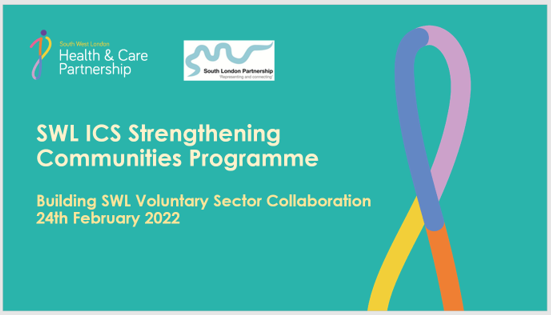 South West London
Health & Care
Partnership
South London Partnership
"Representing and connecting"
SWL ICS Strengthening
Communities Programme
Building SWL Voluntary Sector Collaboration
24th February 2022